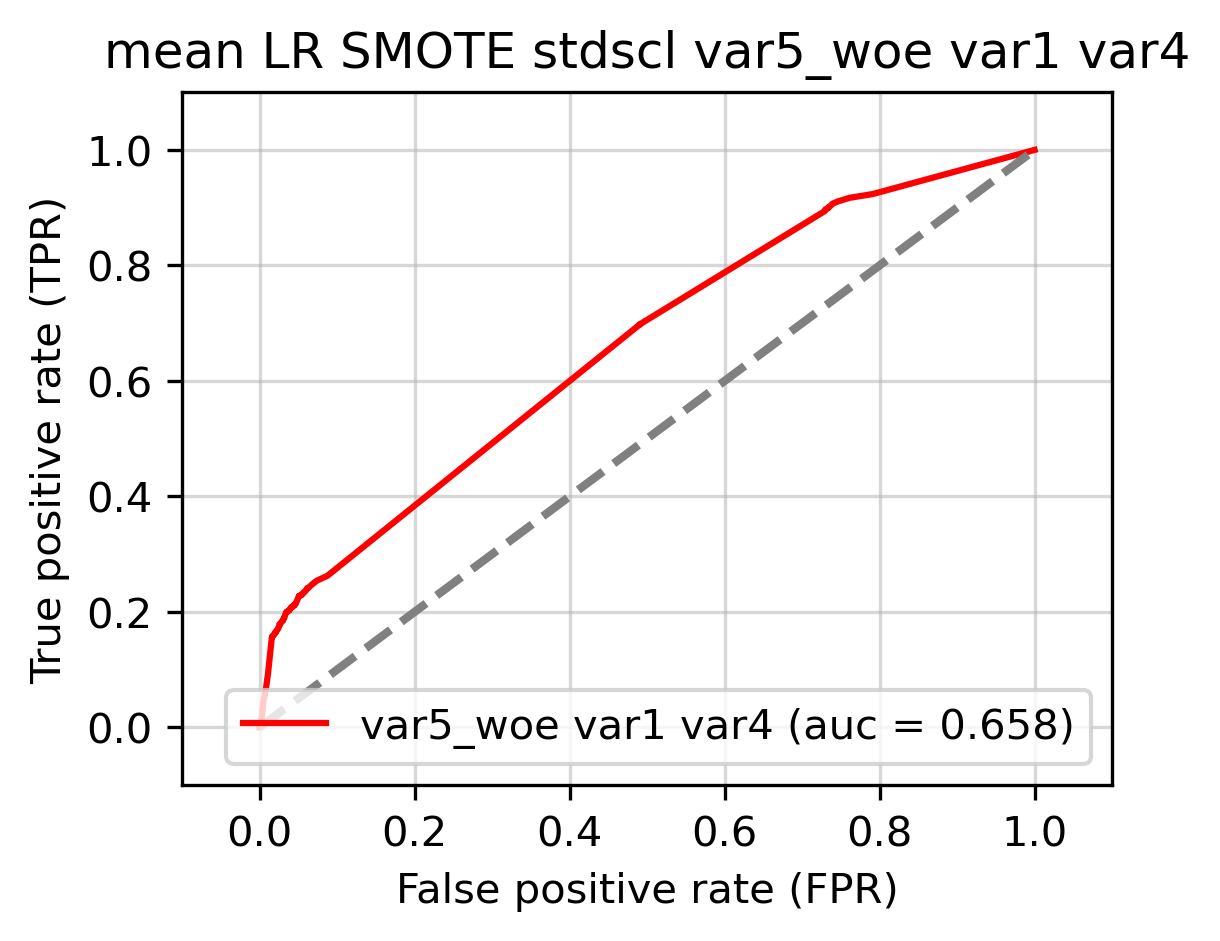 mean LR SMOTE stdscl var5_woe var1 var4
True positive rate (TPR)
1.0
0.8
0.6
0.4
0.2
0.0
var5_woe var1 var4 (auc = 0.658)
0.0 0.2 0.4 0.6 0.8 1.0
False positive rate (FPR)